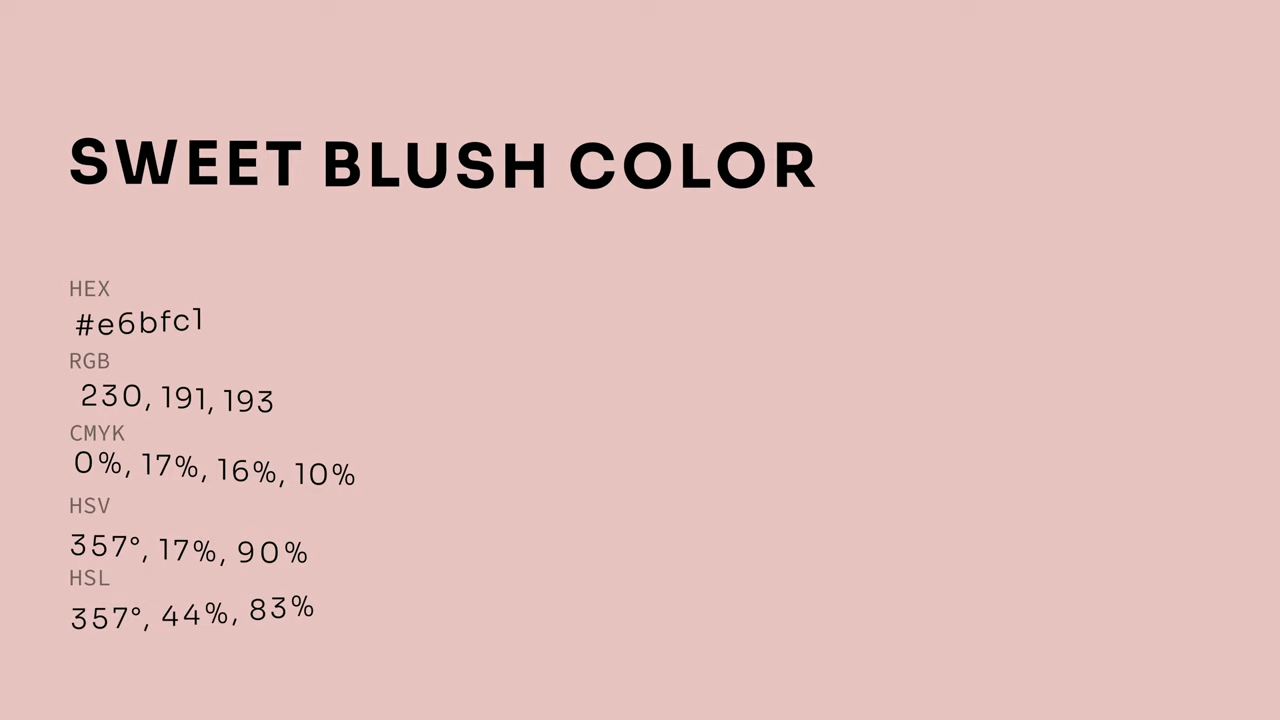 SWEET BLUSH COLOR
HEX
#e6bfc1
RGB
230, 191, 193
CMYK
0%, 17%, 16%, 10%
HSV
357°, 17%, 90%
HSL
357°, 44%, 83%